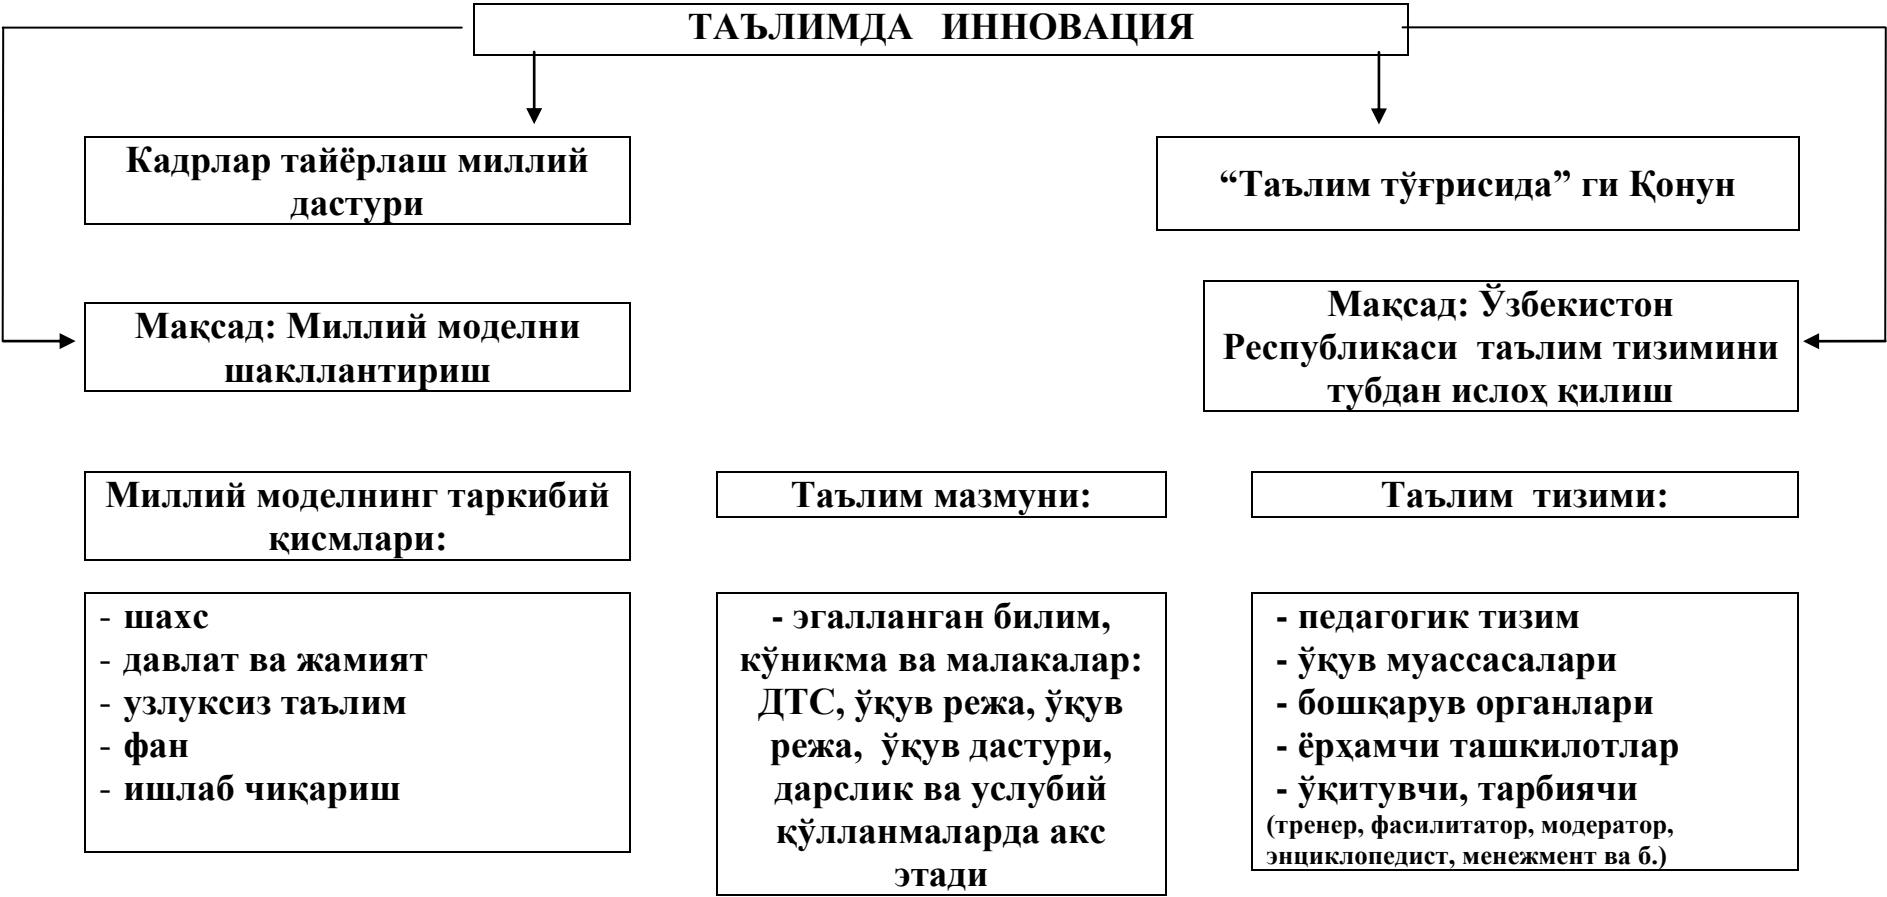 ТАЪЛИМДА ИННОВАЦИЯ
Кадрлар тайёрлаш миллий
дастури
“Таълим тўғрисида” ги Қонун
Мақсад: Миллий моделни
шакллантириш
Мақсад: Ўзбекистон
Республикаси таълим тизимини
тубдан ислоҳ қилиш
Миллий моделнинг таркибий
қисмлари:
Таълим мазмуни:
Таълим тизими:
- шахс
- давлат ва жамият
- узлуксиз таълим
- фан
- ишлаб чиқариш
- эгалланган билим,
кўникма ва малакалар:
ДТС, ўқув режа, ўқув
режа, ўқув дастури,
дарслик ва услубий
қўлланмаларда акс
этади
- педагогик тизим
- ўқув муассасалари
- бошқарув органлари
- ёрҳамчи ташкилотлар
- ўқитувчи, тарбиячи
(тренер, фасилитатор, модератор,
энциклопедист, менежмент ва б.)